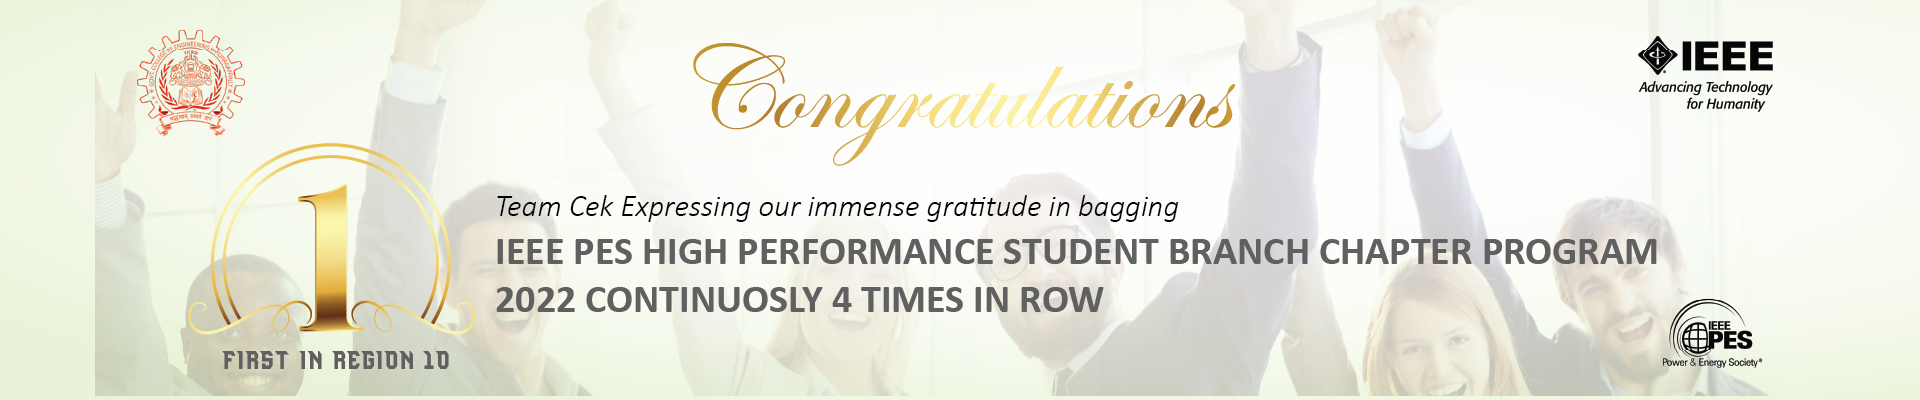 Congratulations
IEEE
Advancing Technology
for Humanity
Team Cek Expressing our immense gratitude in bagging
IEEE PES HIGH PERFORMANCE STUDENT BRANCH CHAPTER PROGRAM
2022 CONTINUOSLY 4 TIMES IN ROW
1
FIRST IN REGION 10
IEEE
PES
Power & Energy Society®